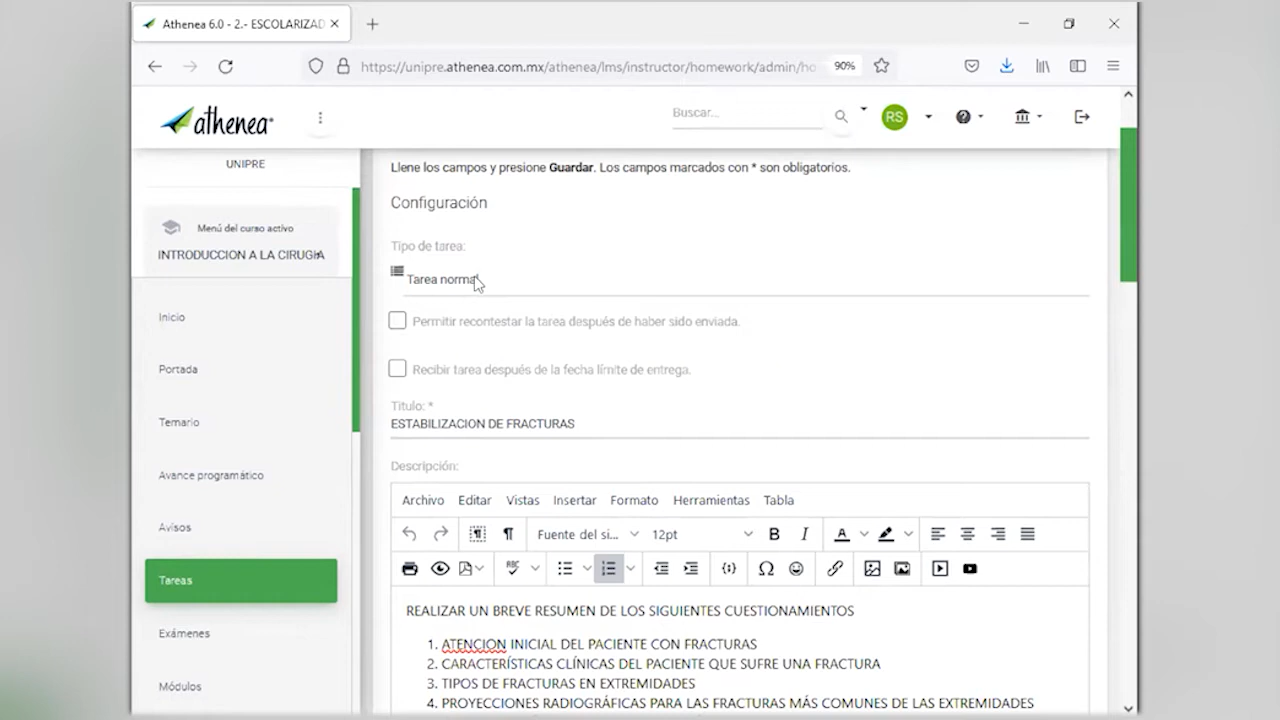 Athenea 6.0 - 2.- ESCOLARIZAD
https://unipre.athenea.com.mx/athenea/lms/instructor/homework/admin/ho
90%
athenea
Buscar...
RS
UNIPRE
Menú del curso activo
INTRODUCCION A LA CIRUGIA
Inicio
Portada
Temario
Avance programático
Avisos
Tareas
Exámenes
Módulos
Llene los campos y presione Guardar. Los campos marcados con * son obligatorios.
Configuración
Tipo de tarea:
Tarea normal
Permitir recontestar la tarea después de haber sido enviada.
Recibir tarea después de la fecha límite de entrega.
Titulo: *
ESTABILIZACION DE FRACTURAS
Descripción:
Archivo Editar Vistas Insertar Formato Herramientas Tabla
Fuente del si... 12pt B I A
ABC
REALIZAR UN BREVE RESUMEN DE LOS SIGUIENTES CUESTIONAMIENTOS
1. ATENCION INICIAL DEL PACIENTE CON FRACTURAS
2. CARACTERÍSTICAS CLÍNICAS DEL PACIENTE QUE SUFRE UNA FRACTURA
3. TIPOS DE FRACTURAS EN EXTREMIDADES
4. PROYECCIONES RADIOGRÁFICAS PARA LAS FRACTURAS MÁS COMUNES DE LAS EXTREMIDADES